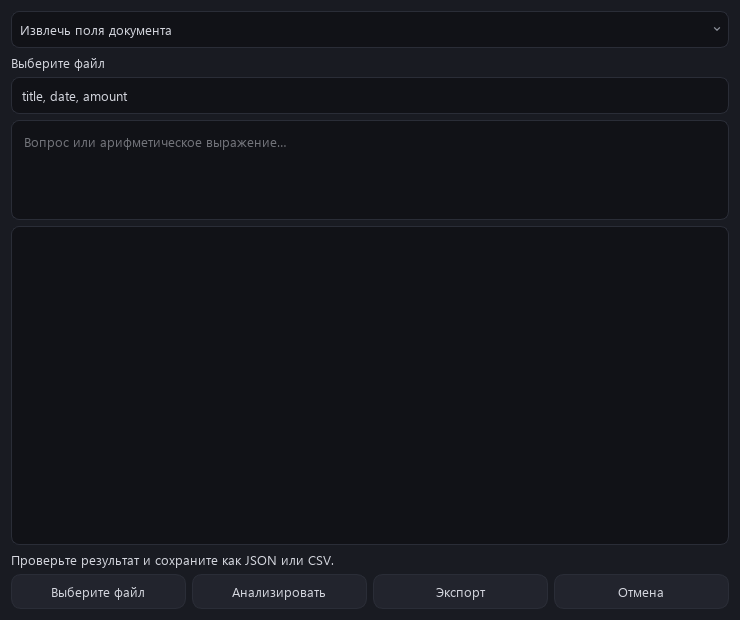 Извлечь поля документа
Выберите файл
title, date, amount
Вопрос или арифметическое выражение…
Проверьте результат и сохраните как JSON или CSV.
Выберите файл
Анализировать
Экспорт
Отмена